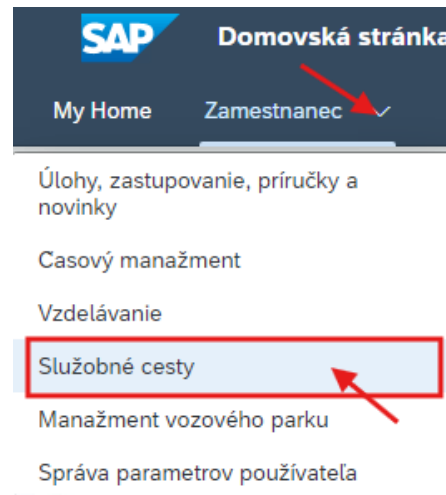 SAP Domovská stránka
My Home Zamestnanec
Úlohy, zastupovanie, príručky a
novinky
Časový manažment
Vzdelávanie
Služobné cesty
Manažment vozového parku
Správa parametrov používateľa